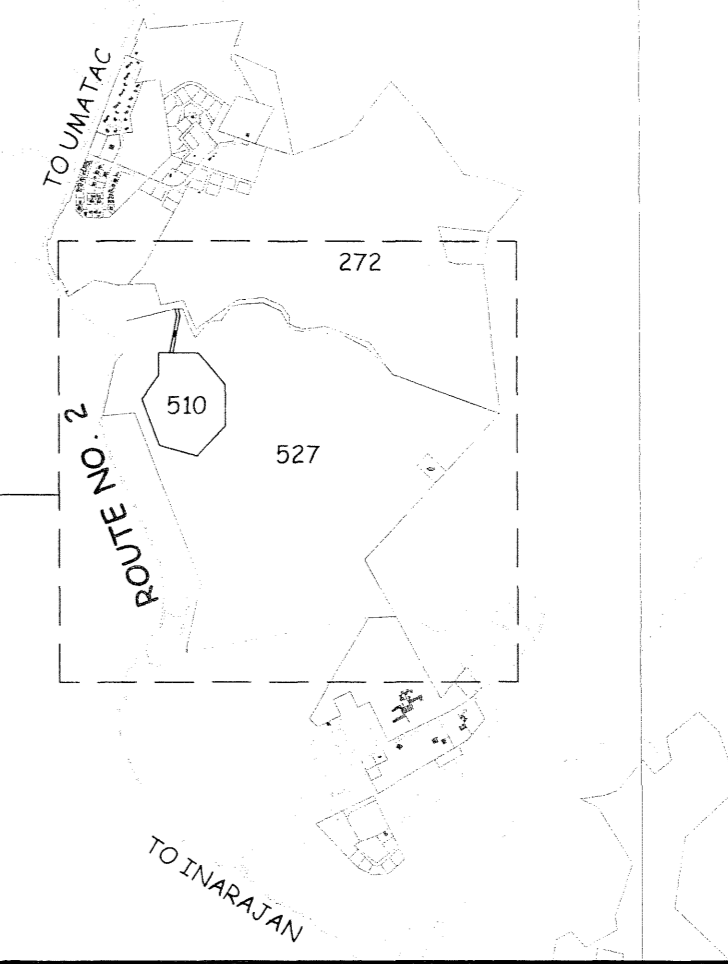 TO UMATAC
272
510
ROUTE NO. 2
527
TO INARAJAN